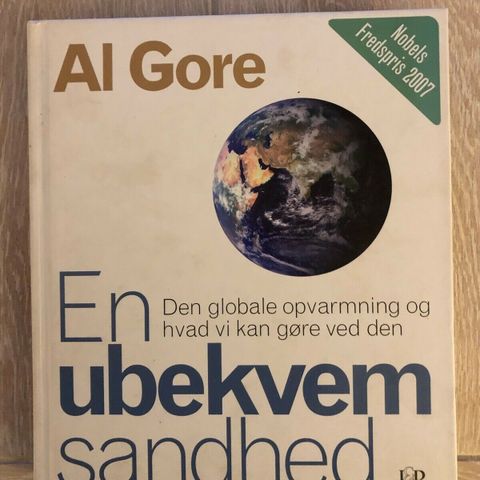 Al Gore
Nobels
Fredspris 2007
En
Den globale opvarmning og
hvad vi kan gøre ved den
ubekvem
sandhed